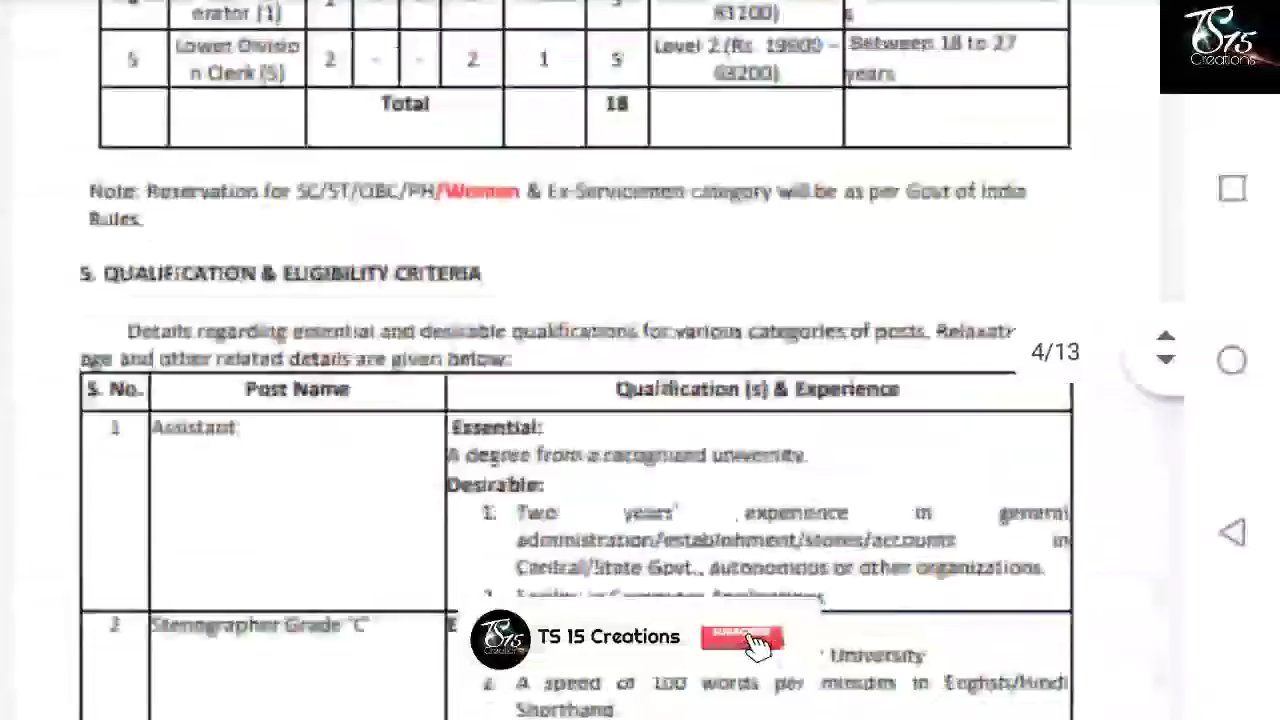 erator (1) 81100)
5 Lower Divisio n Clerk (5) 2 - - 2 1 5 Level 2 (Rs. 19900 – 63200) Between 18 to 27 years
Total 18
Note: Reservation for SC/ST/OBC/PH/Women & Ex-Servicemen category will be as per Govt of India
Rules.
5. QUALIFICATION & ELIGIBILITY CRITERIA
Details regarding essential and desirable qualifications for various categories of posts, Relaxati
age and other related details are given below:
4/13
S. No. Post Name Qualification (s) & Experience
1 Assistant Essential:
A degree from a recognized university.
Desirable:
1. Two years' experience in general
administration/establishment/stores/accounts in
Central/State Govt., autonomous or other organizations.
2 Stenographer Grade 'C' E
University
2. A speed of 100 words per minutes in English/Hindi
Shorthand
TS 15 Creations
TS15
Creations